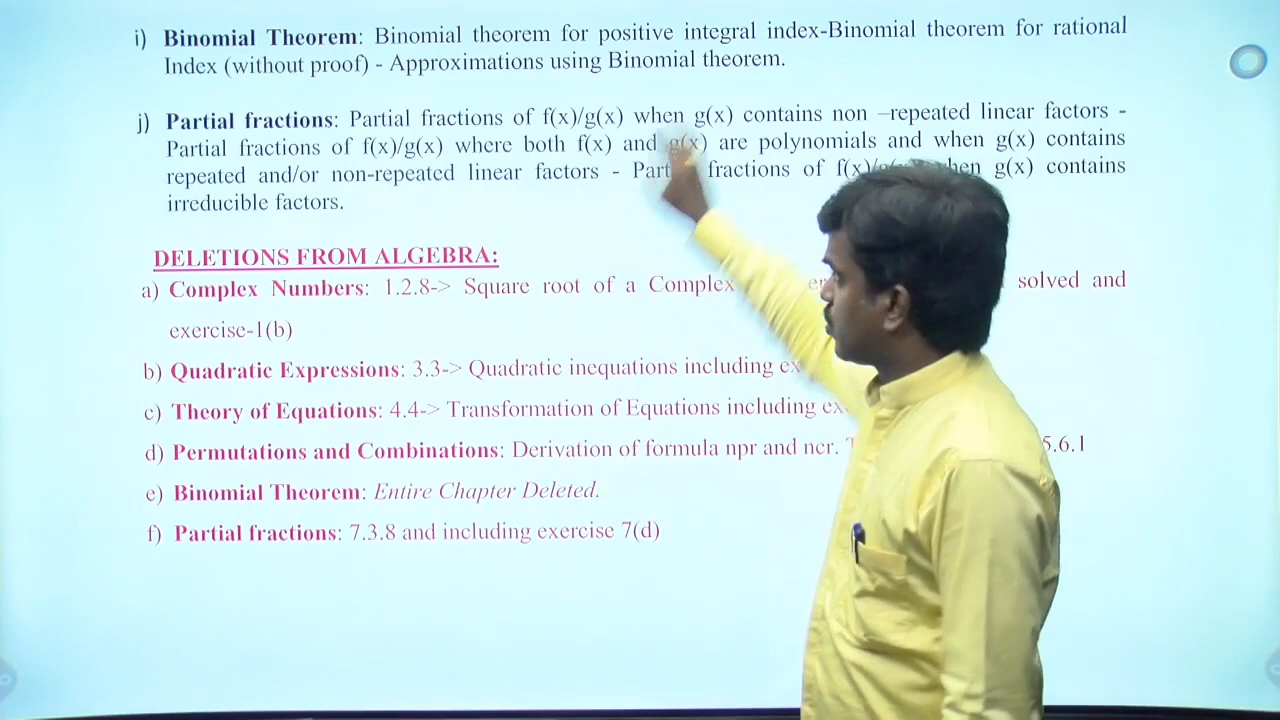 i) Binomial Theorem: Binomial theorem for positive integral index-Binomial theorem for rational
Index (without proof) - Approximations using Binomial theorem.
j) Partial fractions: Partial fractions of f(x)/g(x) when g(x) contains non –repeated linear factors -
Partial fractions of f(x)/g(x) where both f(x) and g(x) are polynomials and when g(x) contains
repeated and/or non-repeated linear factors - fractions of g(x) contains
irreducible factors.
DELETIONS FROM ALGEBRA:
a) Complex Numbers: 1.2.8-> Square root of a Complex solved and
exercise-1(b)
b) Quadratic Expressions: 3.3-> Quadratic inequations including
c) Theory of Equations: 4.4-> Transformation of Equations including
d) Permutations and Combinations: Derivation of formula npr and ncr. 5.6.1
e) Binomial Theorem: Entire Chapter Deleted.
f) Partial fractions: 7.3.8 and including exercise 7(d)